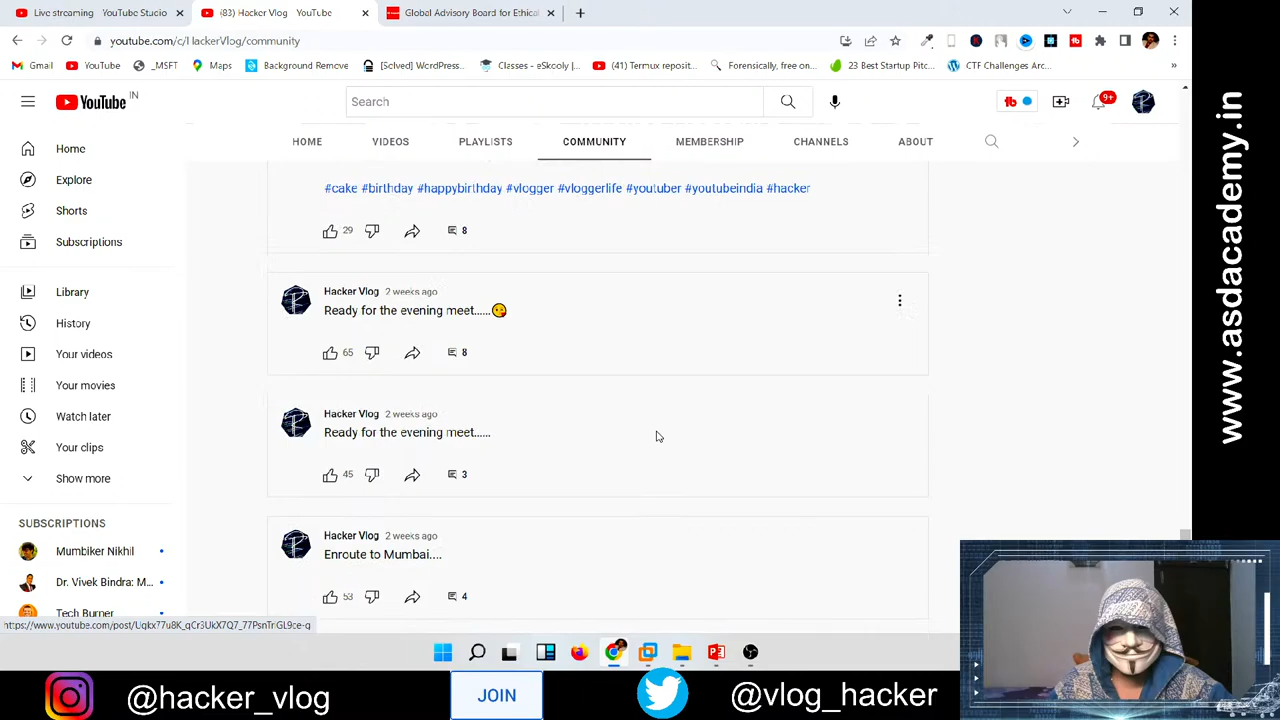 Live streaming - YouTube Studio
(83) Hacker Vlog - YouTube
Global Advisory Board for Ethical
youtube.com/c/HackerVlog/community
Gmail
YouTube
_MSFT
Maps
Background Remove
[Solved] WordPress...
Classes - eSkooly |...
(41) Termux reposit...
Forensically, free on...
23 Best Startup Pitc...
CTF Challenges Arc...
»
YouTube IN
Search
9+
HOME
VIDEOS
PLAYLISTS
COMMUNITY
MEMBERSHIP
CHANNELS
ABOUT
Home
Explore
Shorts
Subscriptions
Library
History
Your videos
Your movies
Watch later
Your clips
Show more
SUBSCRIPTIONS
Mumbiker Nikhil
Dr. Vivek Bindra: M...
Tech Burner
#cake #birthday #happybirthday #vlogger #vloggerlife #youtuber #youtubeindia #hacker
29
8
Hacker Vlog 2 weeks ago
Ready for the evening meet......😘
65
8
Hacker Vlog 2 weeks ago
Ready for the evening meet......
45
3
Hacker Vlog 2 weeks ago
Enroute to Mumbai....
53
4
www.asdacademy.in
@hacker_vlog
JOIN
@vlog_hacker